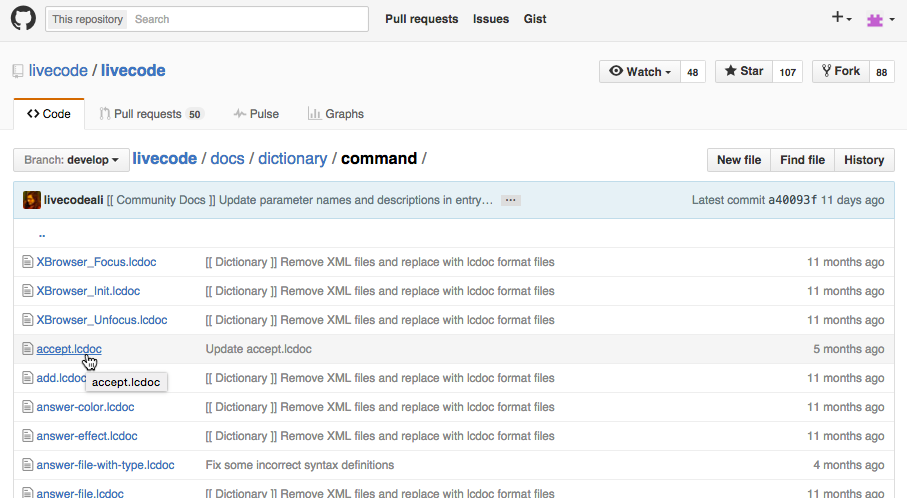 This repository Search Pull requests Issues Gist
livecode / livecode Watch 48 Star 107 Fork 88
Code Pull requests 50 Pulse Graphs
Branch: develop livecode / docs / dictionary / command / New file Find file History
livecodeali [[ Community Docs ]] Update parameter names and descriptions in entry… … Latest commit a40093f 11 days ago
..
XBrowser_Focus.lcdoc [[ Dictionary ]] Remove XML files and replace with lcdoc format files 11 months ago
XBrowser_Init.lcdoc [[ Dictionary ]] Remove XML files and replace with lcdoc format files 11 months ago
XBrowser_Unfocus.lcdoc [[ Dictionary ]] Remove XML files and replace with lcdoc format files 11 months ago
accept.lcdoc Update accept.lcdoc 5 months ago
add.lcdoc [[ Dictionary ]] Remove XML files and replace with lcdoc format files 11 months ago
accept.lcdoc
answer-color.lcdoc [[ Dictionary ]] Remove XML files and replace with lcdoc format files 11 months ago
answer-effect.lcdoc [[ Dictionary ]] Remove XML files and replace with lcdoc format files 11 months ago
answer-file-with-type.lcdoc Fix some incorrect syntax definitions 4 months ago
answer-file.lcdoc [[ Dictionary ]] Remove XML files and replace with lcdoc format files 11 months ago